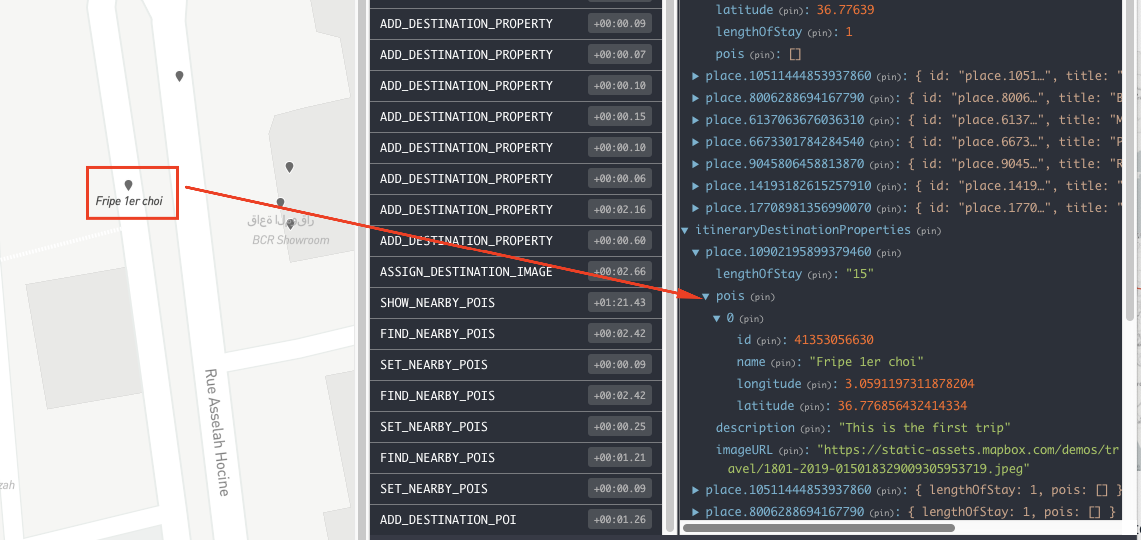 Fripe 1er choi
قاعة الزفاف
BCR Showroom
Rue Asselah Hocine
zah
ADD_DESTINATION_PROPERTY +00:00.09
ADD_DESTINATION_PROPERTY +00:00.07
ADD_DESTINATION_PROPERTY +00:00.10
ADD_DESTINATION_PROPERTY +00:00.15
ADD_DESTINATION_PROPERTY +00:00.10
ADD_DESTINATION_PROPERTY +00:00.06
ADD_DESTINATION_PROPERTY +00:02.16
ADD_DESTINATION_PROPERTY +00:00.60
ASSIGN_DESTINATION_IMAGE +00:02.66
SHOW_NEARBY_POIS +01:21.43
FIND_NEARBY_POIS +00:02.42
SET_NEARBY_POIS +00:00.09
FIND_NEARBY_POIS +00:02.42
SET_NEARBY_POIS +00:00.25
FIND_NEARBY_POIS +00:01.21
SET_NEARBY_POIS +00:00.09
ADD_DESTINATION_POI +00:01.26
latitude (pin): 36.77639
lengthOfStay (pin): 1
pois (pin): []
place.10511444853937860 (pin): { id: "place.1051…", title: "
place.8006288694167790 (pin): { id: "place.8006…", title: "B
place.6137063676036310 (pin): { id: "place.6137…", title: "M
place.6673301784284540 (pin): { id: "place.6673…", title: "P
place.9045806458813870 (pin): { id: "place.9045…", title: "R
place.14193182615257910 (pin): { id: "place.1419…", title: "
place.17708981356990070 (pin): { id: "place.1770…", title: "
itineraryDestinationProperties (pin)
place.10902195899379460 (pin)
lengthOfStay (pin): "15"
pois (pin)
0 (pin)
id (pin): 41353056630
name (pin): "Fripe 1er choi"
longitude (pin): 3.0591197311878204
latitude (pin): 36.776856432414334
description (pin): "This is the first trip"
imageURL (pin): "https://static-assets.mapbox.com/demos/tr
avel/1801-2019-015018329009305953719.jpeg"
place.10511444853937860 (pin): { lengthOfStay: 1, pois: [] }
place.8006288694167790 (pin): { lengthOfStay: 1, pois: [] }